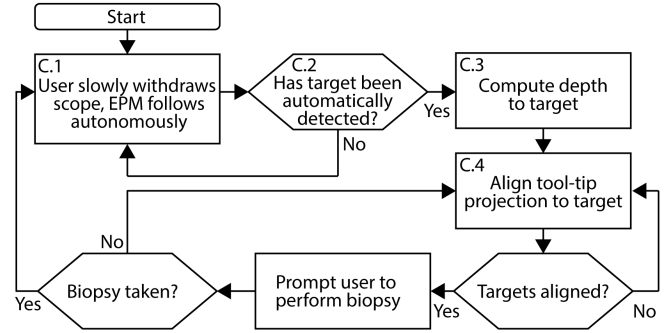 Start
C.1
User slowly withdraws
scope, EPM follows
autonomously
C.2
Has target been
automatically
detected?
Yes
No
C.3
Compute depth
to target
C.4
Align tool-tip
projection to target
Targets aligned?
No
Yes
Prompt user to
perform biopsy
Biopsy taken?
No
Yes